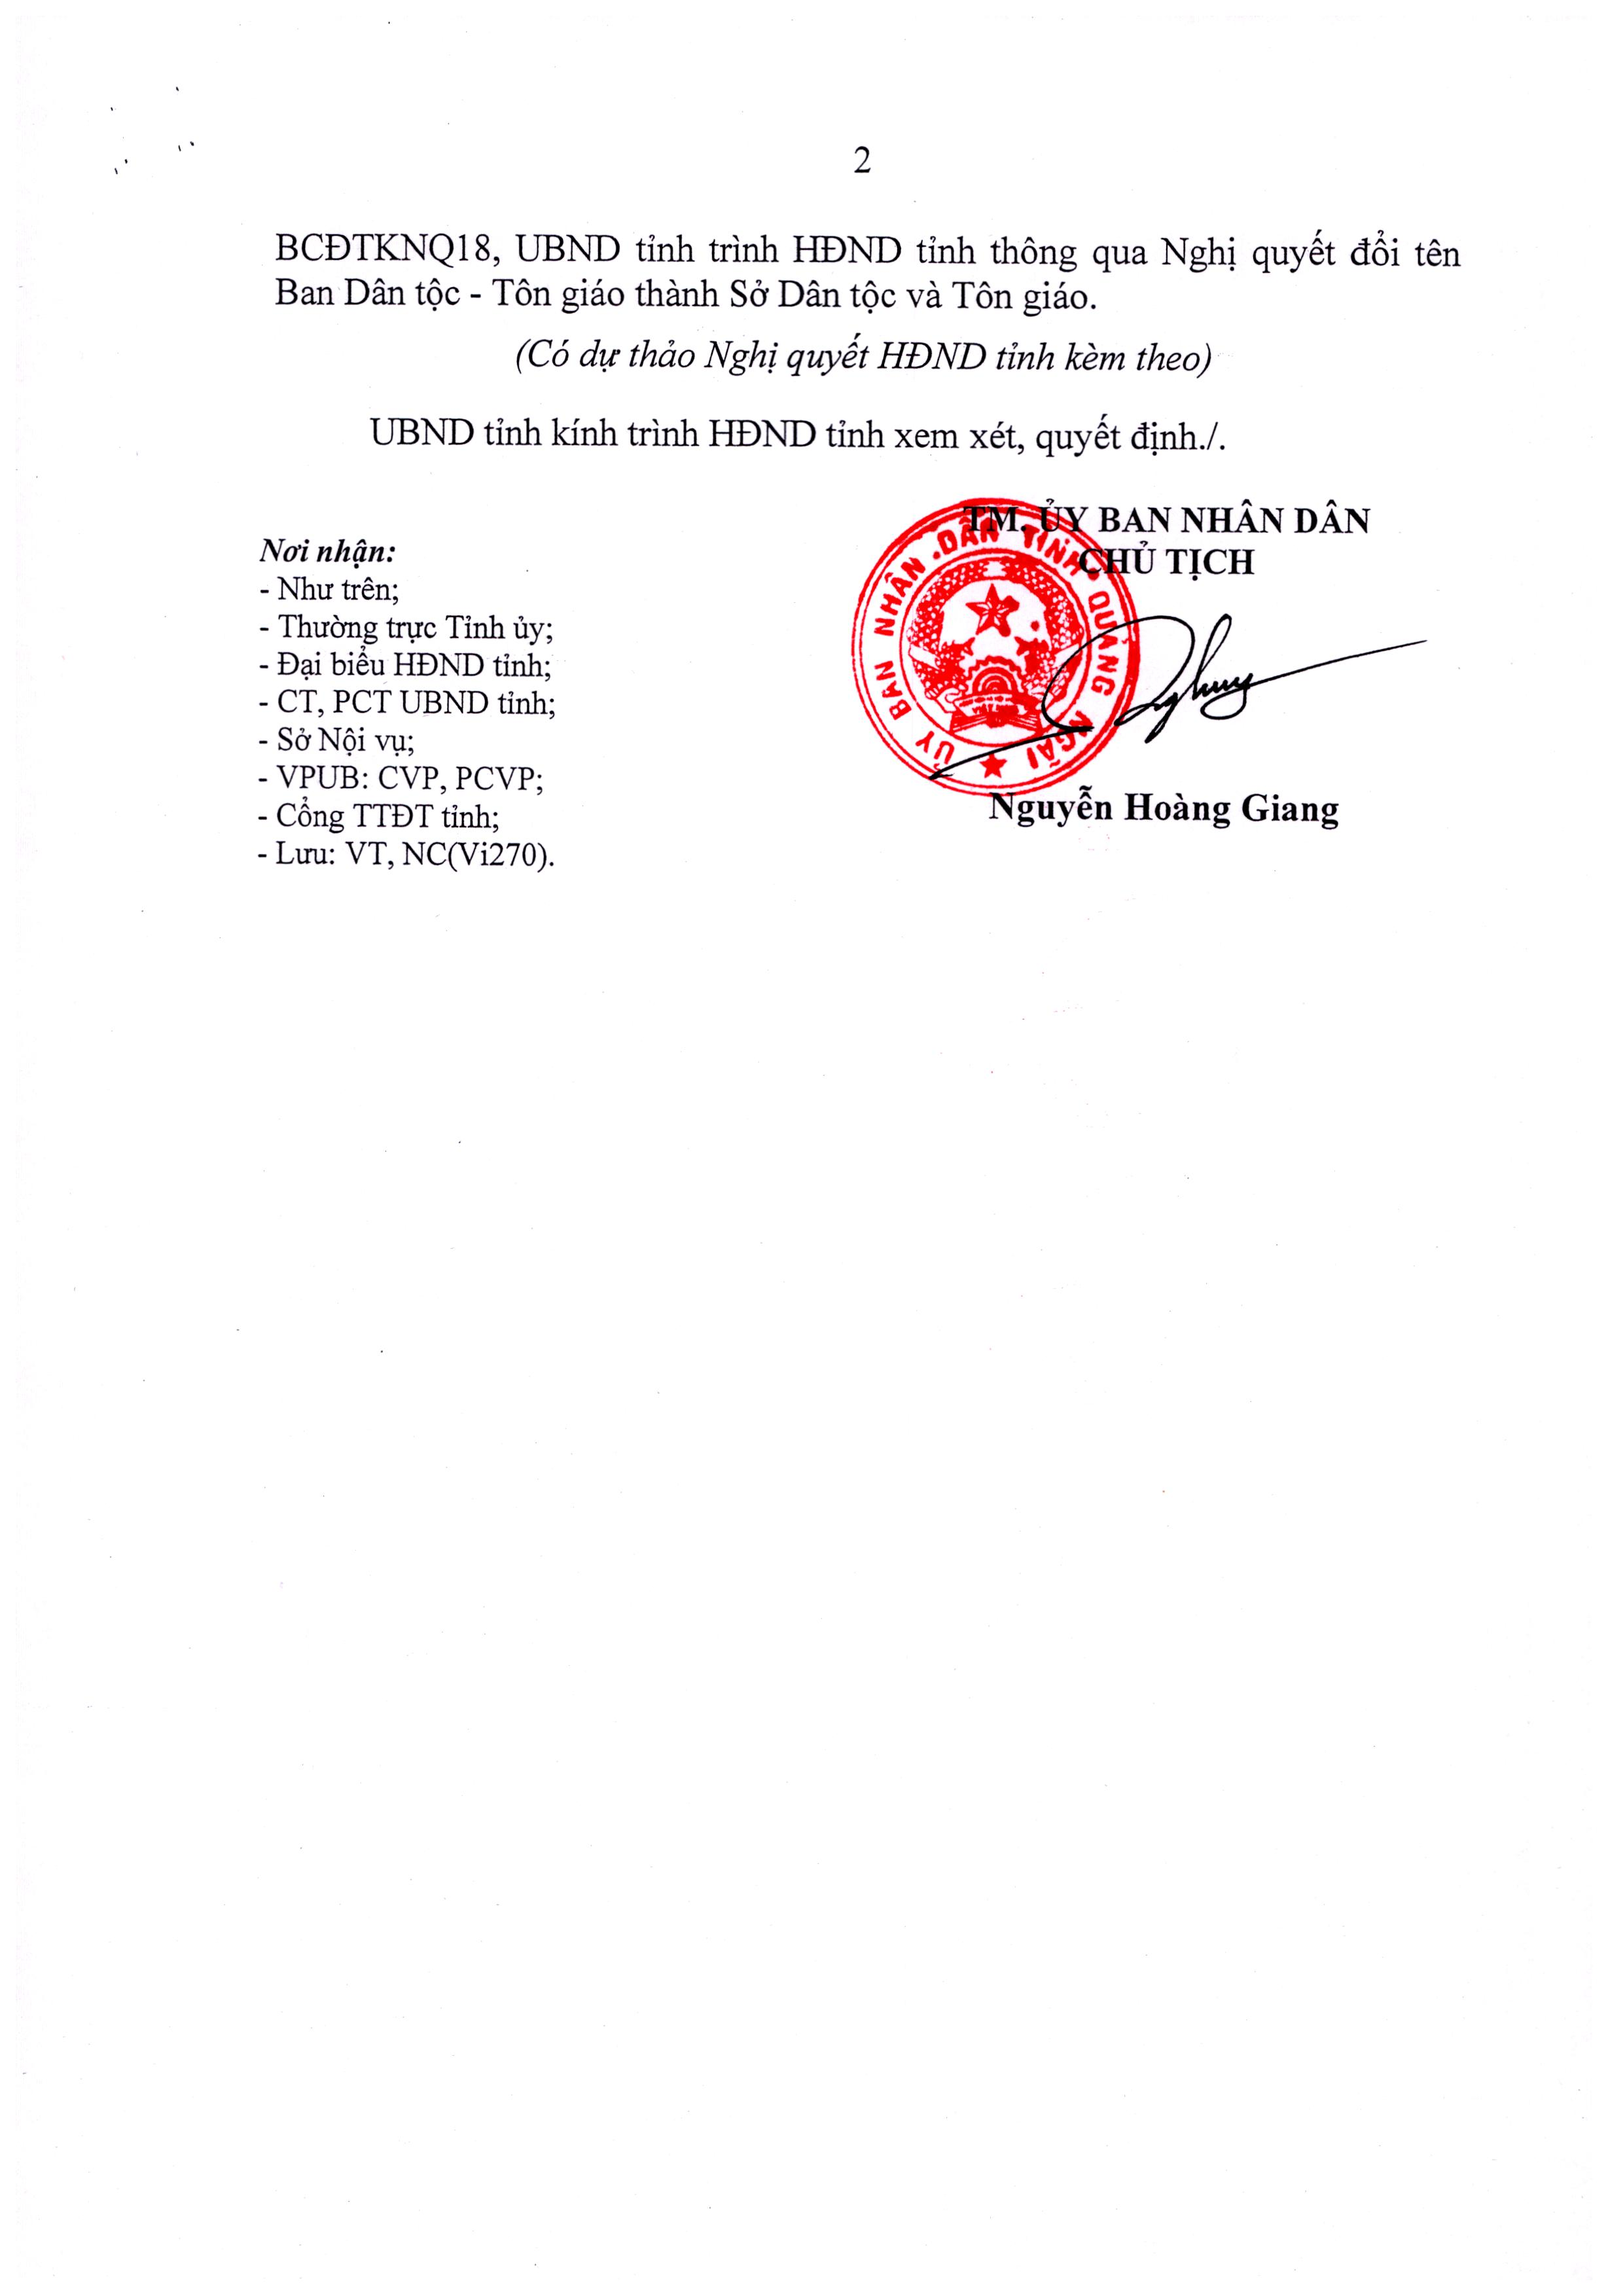 2
BCĐTKNQ18, UBND tỉnh trình HĐND tỉnh thông qua Nghị quyết đổi tên
Ban Dân tộc - Tôn giáo thành Sở Dân tộc và Tôn giáo.
(Có dự thảo Nghị quyết HĐND tỉnh kèm theo)
UBND tỉnh kính trình HĐND tỉnh xem xét, quyết định./.
Nơi nhận:
- Như trên;
- Thường trực Tỉnh ủy;
- Đại biểu HĐND tỉnh;
- CT, PCT UBND tỉnh;
- Sở Nội vụ;
- VPUB: CVP, PCVP;
- Cổng TTĐT tỉnh;
- Lưu: VT, NC(Vi270).
TM. ỦY BAN NHÂN DÂN
CHỦ TỊCH
ỦY BAN NHÂN DÂN TỈNH QUẢNG NGÃI
Nguyễn Hoàng Giang